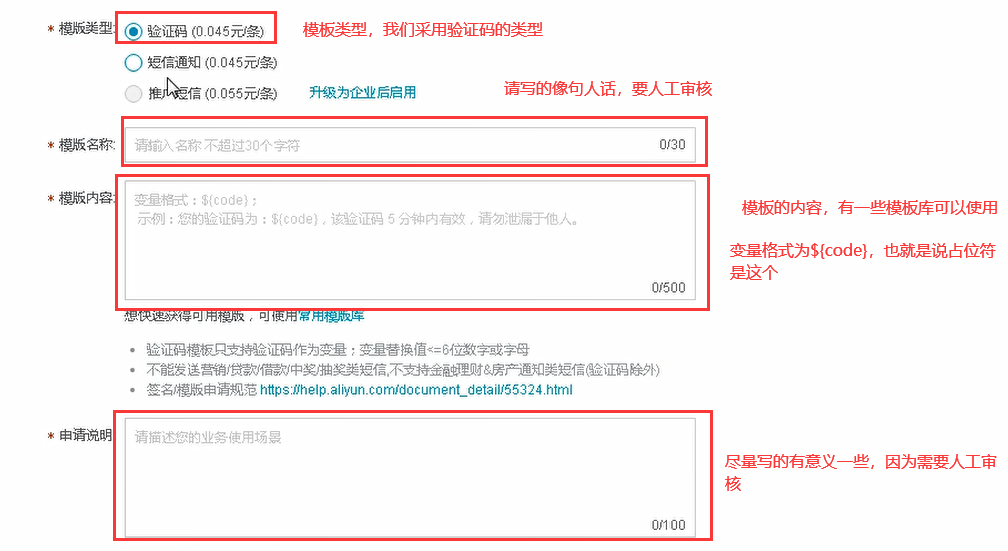 * 模版类型: 验证码 (0.045元/条) 模板类型，我们采用验证码的类型
短信通知 (0.045元/条)
推广短信 (0.055元/条) 升级为企业后启用 请写的像句人话，要人工审核
* 模版名称: 请输入名称 不超过30个字符 0/30
* 模版内容: 变量格式：${code}；
示例：您的验证码为：${code}，该验证码 5 分钟内有效，请勿泄漏于他人。
模板的内容，有一些模板库可以使用
变量格式为${code}，也就是说占位符
是这个
0/500
想快速获得可用模版，可使用常用模版库
• 验证码模板只支持验证码作为变量；变量替换值<=6位数字或字母
• 不能发送营销/贷款/借款/中奖/抽奖类短信,不支持金融理财&房产通知类短信(验证码除外)
• 签名/模版申请规范 https://help.aliyun.com/document_detail/55324.html
* 申请说明 请描述您的业务使用场景
尽量写的有意义一些，因为需要人工审
核
0/100